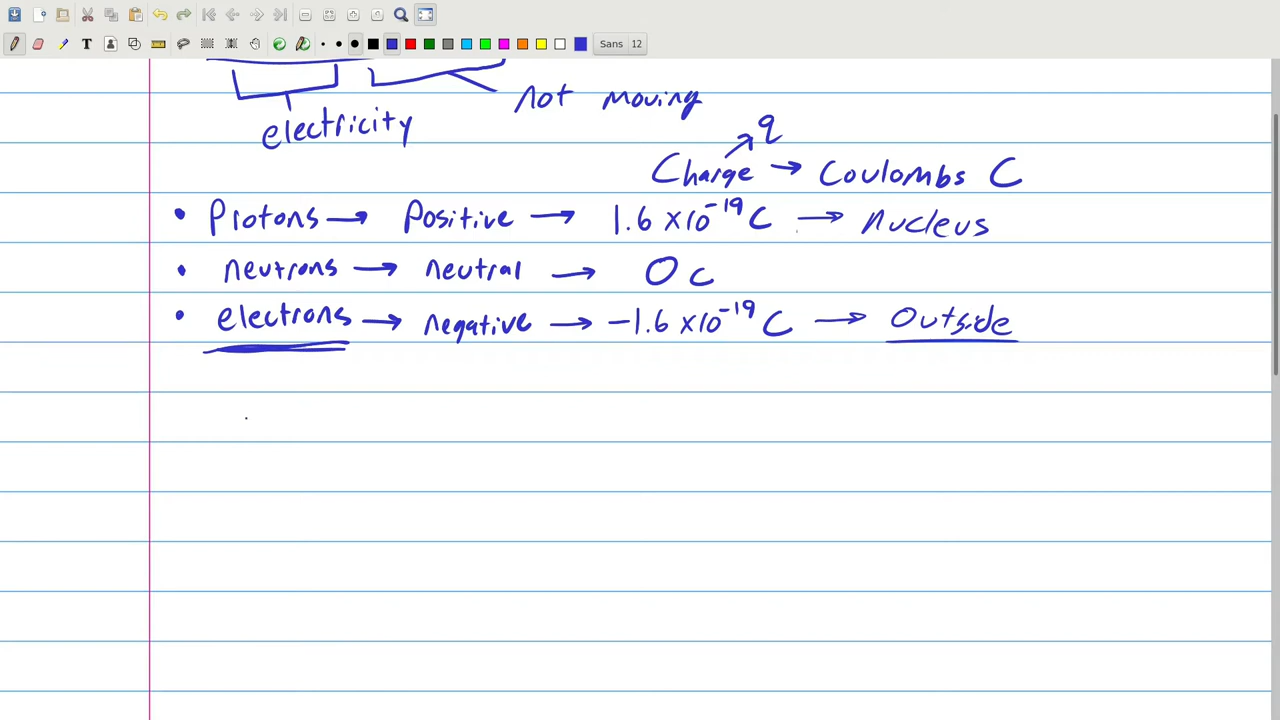 Sans 12
not moving
electricity
q
Charge → Coulombs C
• Protons → Positive → 1.6 x10⁻¹⁹ C → nucleus
• neutrons → neutral → 0 C
• electrons → negative → -1.6 x10⁻¹⁹ C → Outside